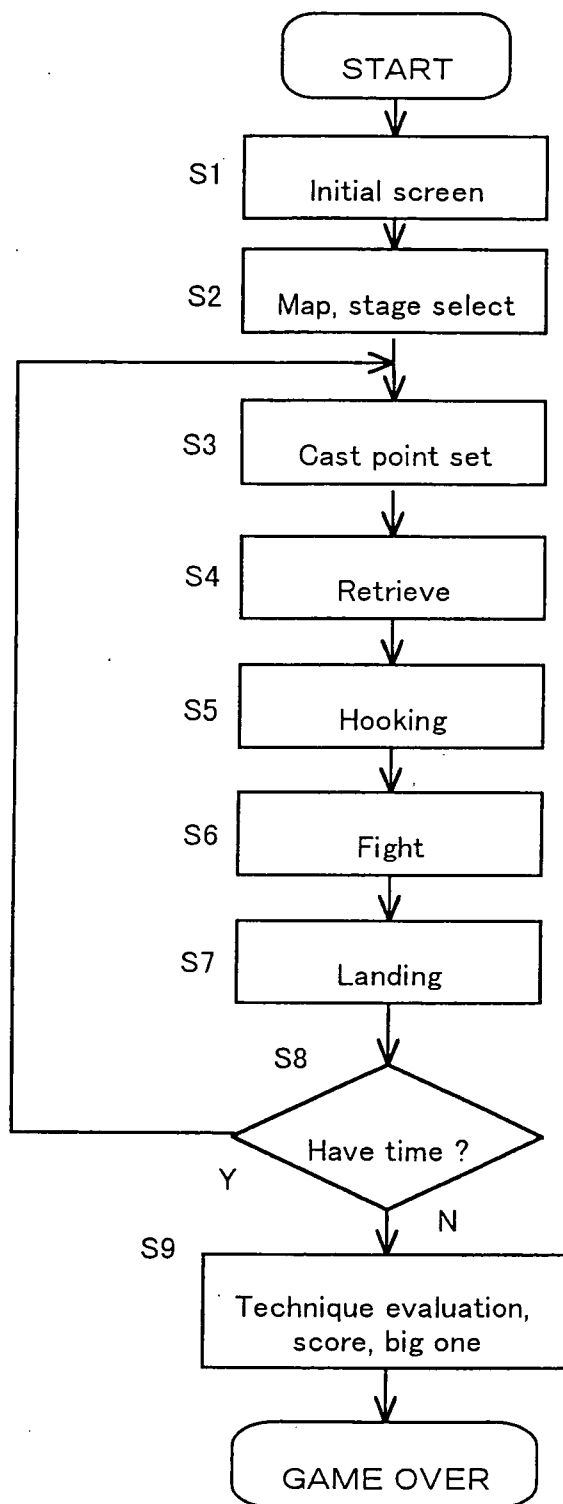 START
S1
Initial screen
S2
Map, stage select
S3
Cast point set
S4
Retrieve
S5
Hooking
S6
Fight
S7
Landing
S8
Have time ?
Y
N
S9
Technique evaluation,
score, big one
GAME OVER